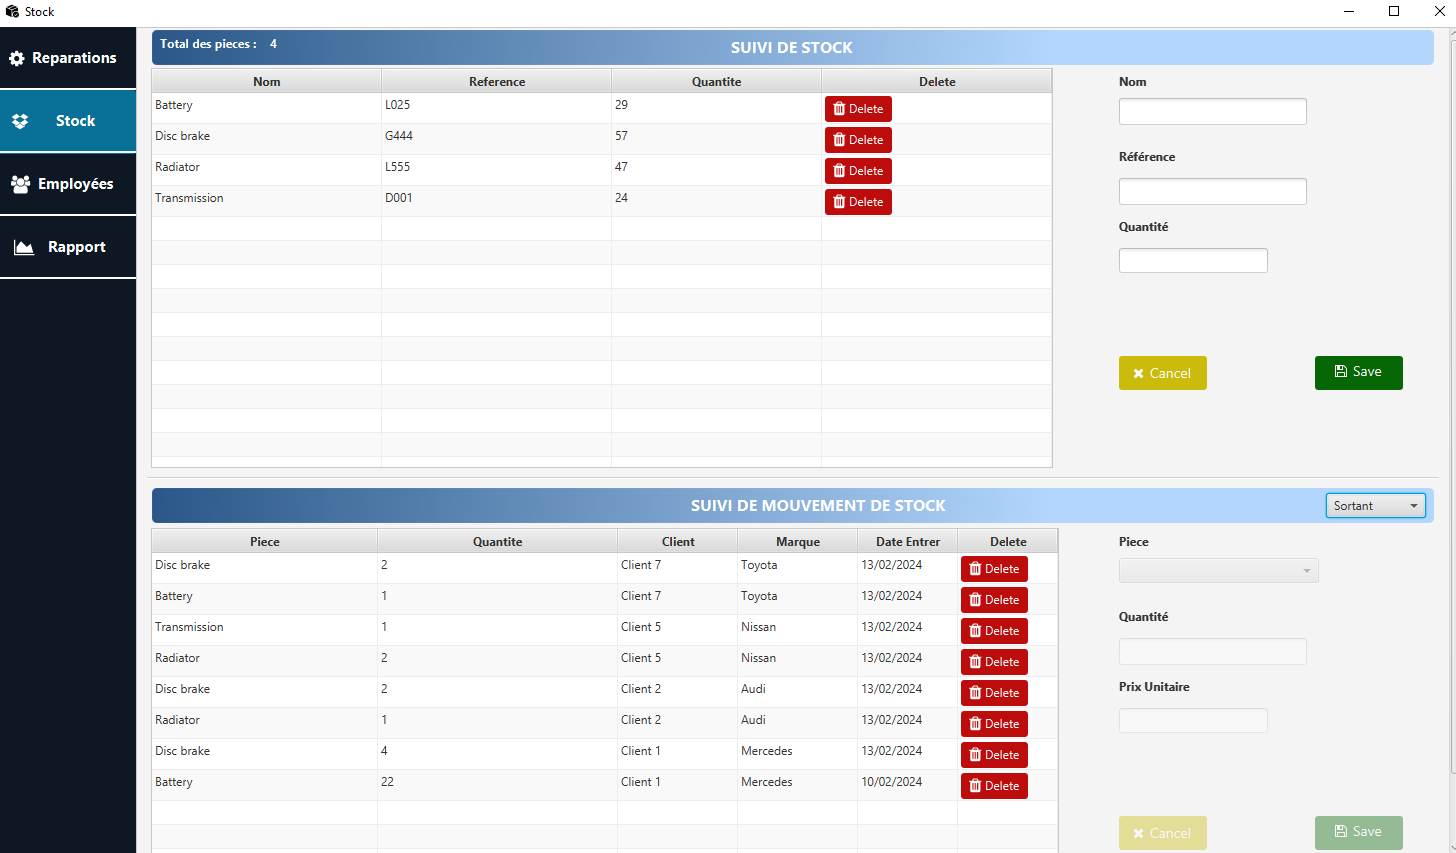 Stock
Reparations
Stock
Employées
Rapport
Total des pieces : 4
SUIVI DE STOCK
Nom Reference Quantite Delete
Battery L025 29 Delete
Disc brake G444 57 Delete
Radiator L555 47 Delete
Transmission D001 24 Delete
Nom
Référence
Quantité
Cancel Save
SUIVI DE MOUVEMENT DE STOCK
Sortant
Piece Quantite Client Marque Date Entrer Delete
Disc brake 2 Client 7 Toyota 13/02/2024 Delete
Battery 1 Client 7 Toyota 13/02/2024 Delete
Transmission 1 Client 5 Nissan 13/02/2024 Delete
Radiator 2 Client 5 Nissan 13/02/2024 Delete
Disc brake 2 Client 2 Audi 13/02/2024 Delete
Radiator 1 Client 2 Audi 13/02/2024 Delete
Disc brake 4 Client 1 Mercedes 13/02/2024 Delete
Battery 22 Client 1 Mercedes 10/02/2024 Delete
Piece
Quantité
Prix Unitaire
Cancel Save